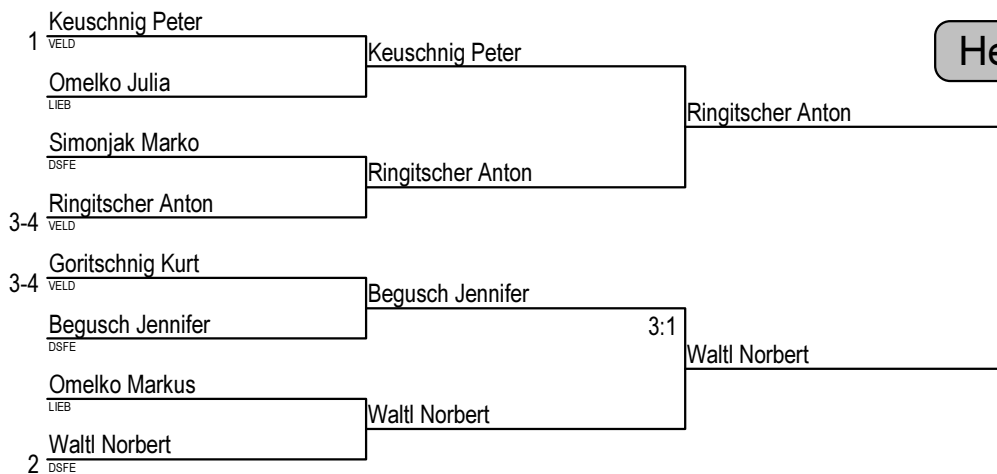 Keuschnig Peter
1 VELD
Keuschnig Peter
He
Omelko Julia
LIEB
Ringitscher Anton
Simonjak Marko
DSFE
Ringitscher Anton
Ringitscher Anton
3-4 VELD
Goritschnig Kurt
3-4 VELD
Begusch Jennifer
Begusch Jennifer
3:1
DSFE
Waltl Norbert
Omelko Markus
LIEB
Waltl Norbert
Waltl Norbert
2 DSFE